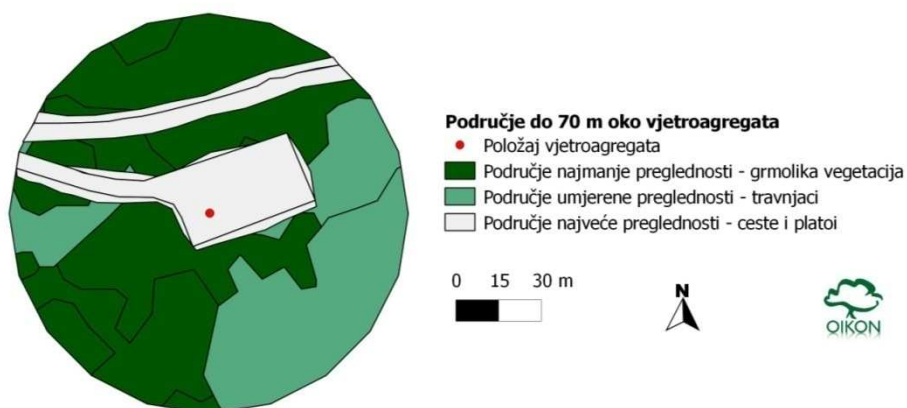 Područje do 70 m oko vjetroagregata
Položaj vjetroagregata
Područje najmanje preglednosti - grmolika vegetacija
Područje umjerene preglednosti - travnjaci
Područje najveće preglednosti - ceste i platoi
0 15 30 m
N
OIKON